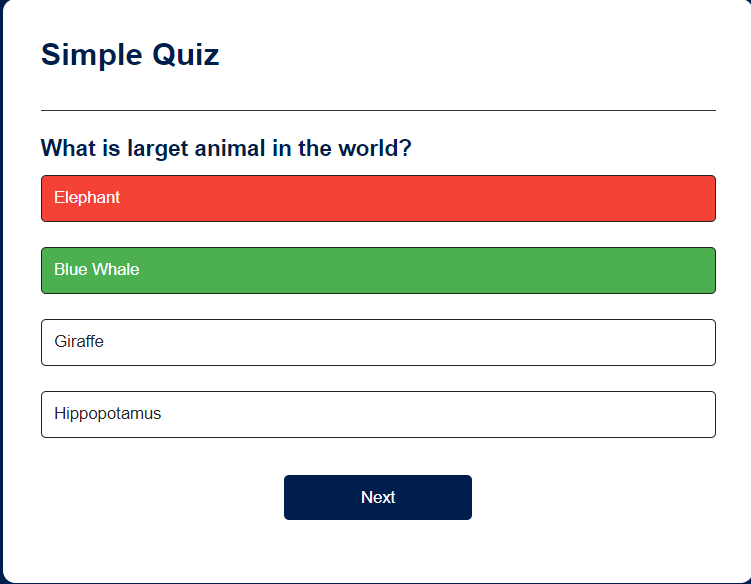 Simple Quiz
What is larget animal in the world?
Elephant
Blue Whale
Giraffe
Hippopotamus
Next